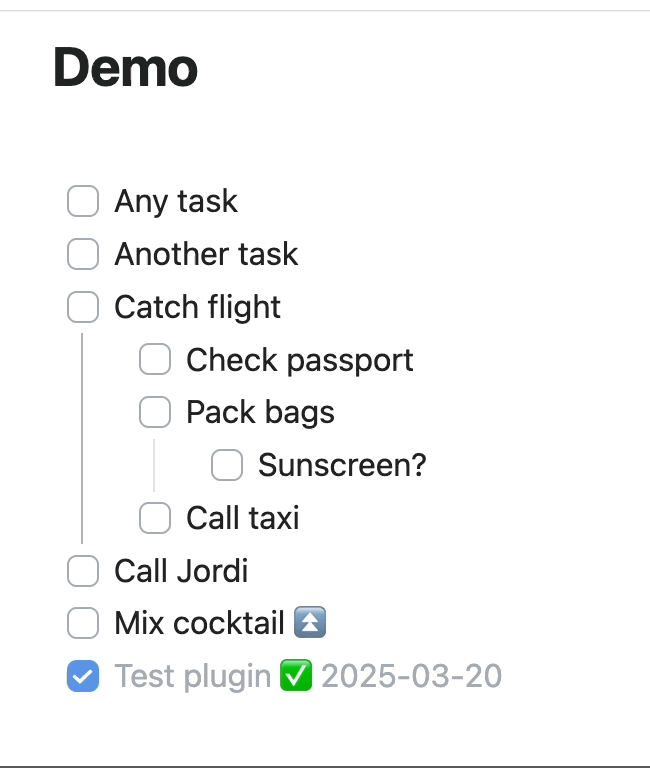 Demo
Any task
Another task
Catch flight
Check passport
Pack bags
Sunscreen?
Call taxi
Call Jordi
Mix cocktail ⏫
Test plugin ✅ 2025-03-20